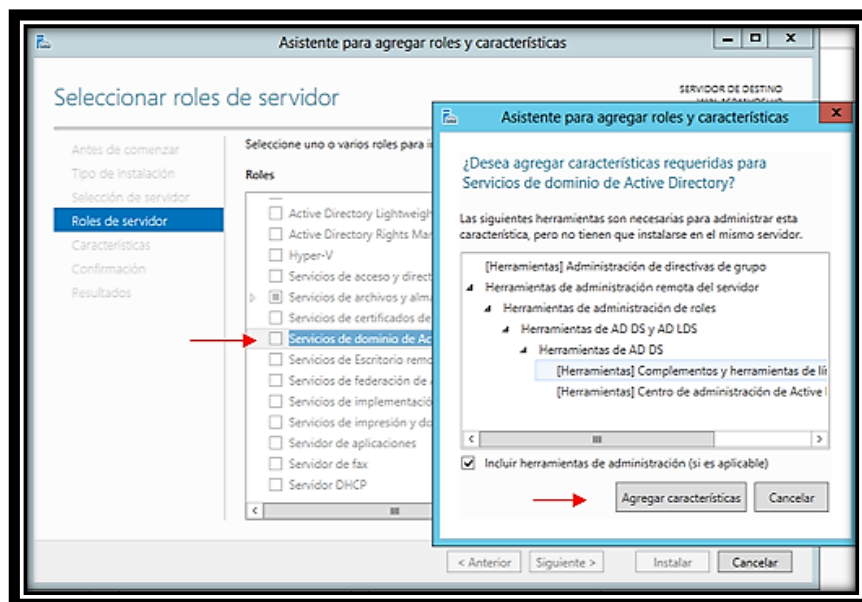 Asistente para agregar roles y características
Seleccionar roles de servidor
SERVIDOR DE DESTINO
Antes de comenzar
Tipo de instalación
Selección de servidor
Roles de servidor
Características
Confirmación
Resultados
Seleccione uno o varios roles para
Roles
Active Directory Lightweigh
Active Directory Rights Mar
Hyper-V
Servicios de acceso y direct
Servicios de archivos y alm
Servicios de certificados de
Servicios de dominio de Ac
Servicios de Escritorio remo
Servicios de federación de
Servicios de implementació
Servicios de impresión y do
Servidor de aplicaciones
Servidor de fax
Servidor DHCP
< Anterior
Siguiente >
Instalar
Cancelar
Asistente para agregar roles y características
¿Desea agregar características requeridas para
Servicios de dominio de Active Directory?
Las siguientes herramientas son necesarias para administrar esta
característica, pero no tienen que instalarse en el mismo servidor.
[Herramientas] Administración de directivas de grupo
Herramientas de administración remota del servidor
Herramientas de administración de roles
Herramientas de AD DS y AD LDS
Herramientas de AD DS
[Herramientas] Complementos y herramientas de lín
[Herramientas] Centro de administración de Active
Incluir herramientas de administración (si es aplicable)
Agregar características
Cancelar